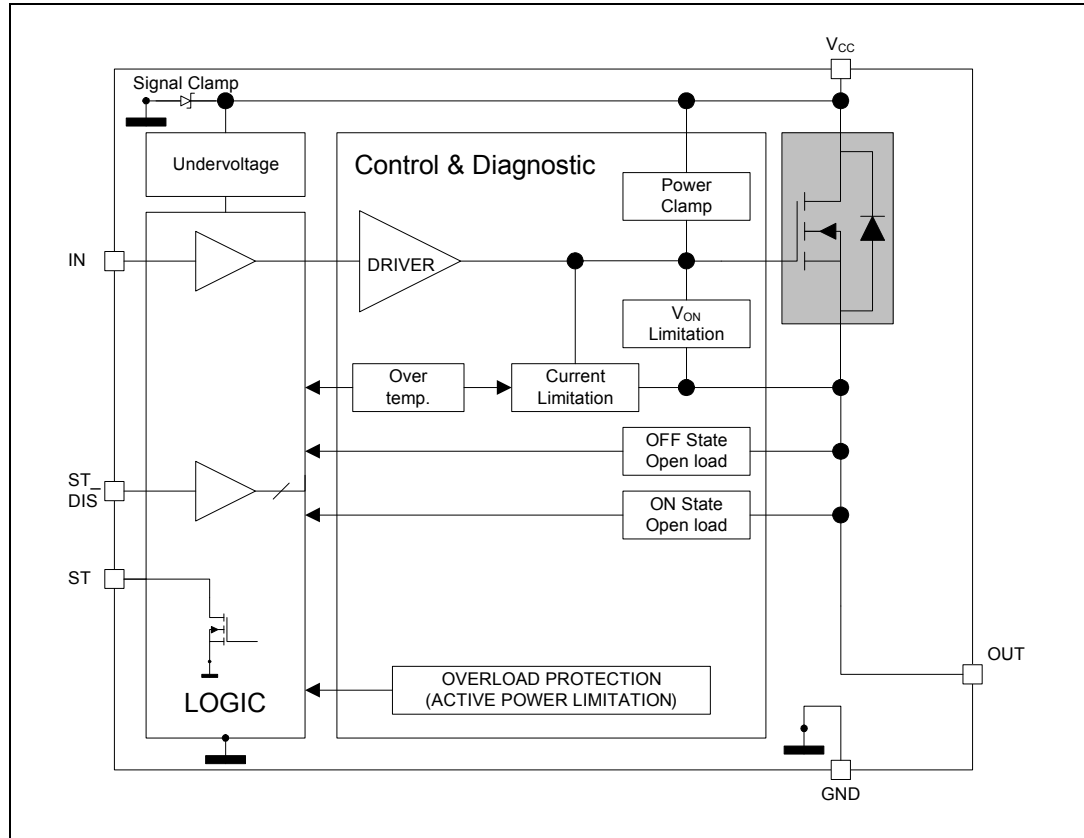 VCC
Signal Clamp
Undervoltage
Control & Diagnostic
Power
Clamp
IN
DRIVER
VON
Limitation
Over
temp.
Current
Limitation
OFF State
Open load
ST_
DIS
ON State
Open load
ST
OUT
LOGIC
OVERLOAD PROTECTION
(ACTIVE POWER LIMITATION)
GND